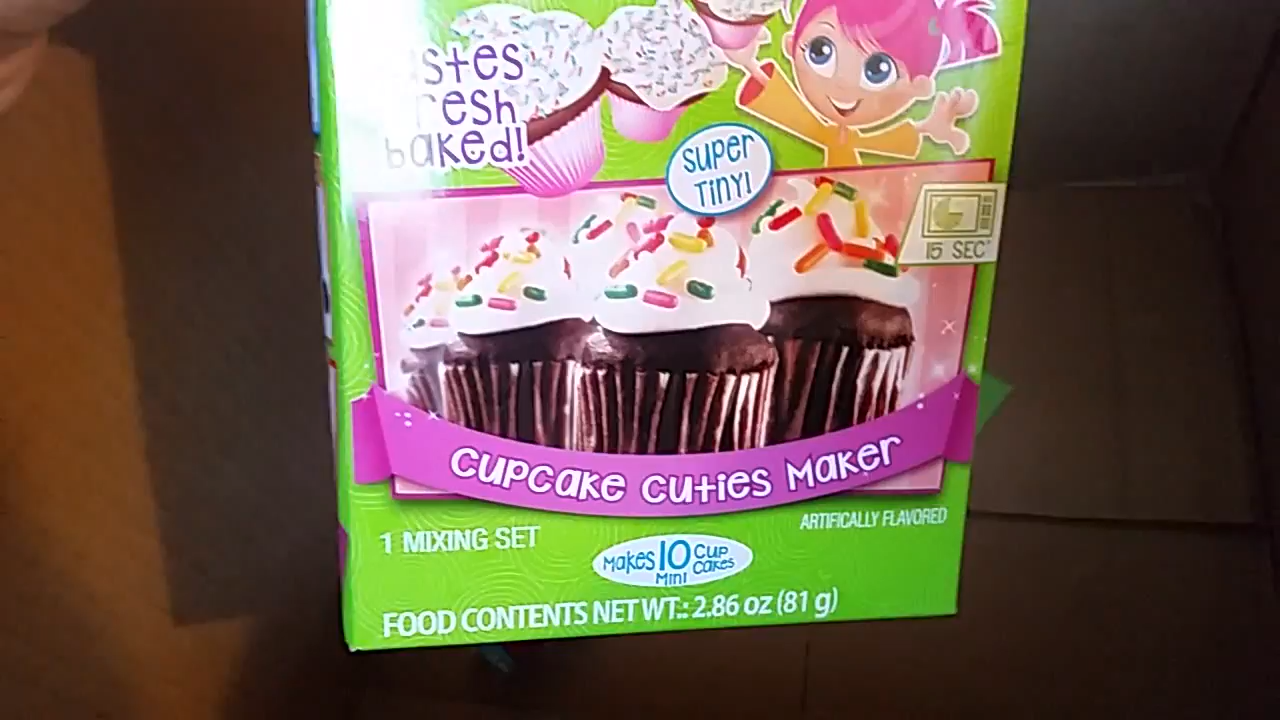 baked!
SUPER
TINY!
15 SEC*
CUPCAKE CUTIES MAKER
ARTIFICALLY FLAVORED
1 MIXING SET
Makes 10 Cup
Mini Cakes
FOOD CONTENTS NET WT.: 2.86 oz (81 g)